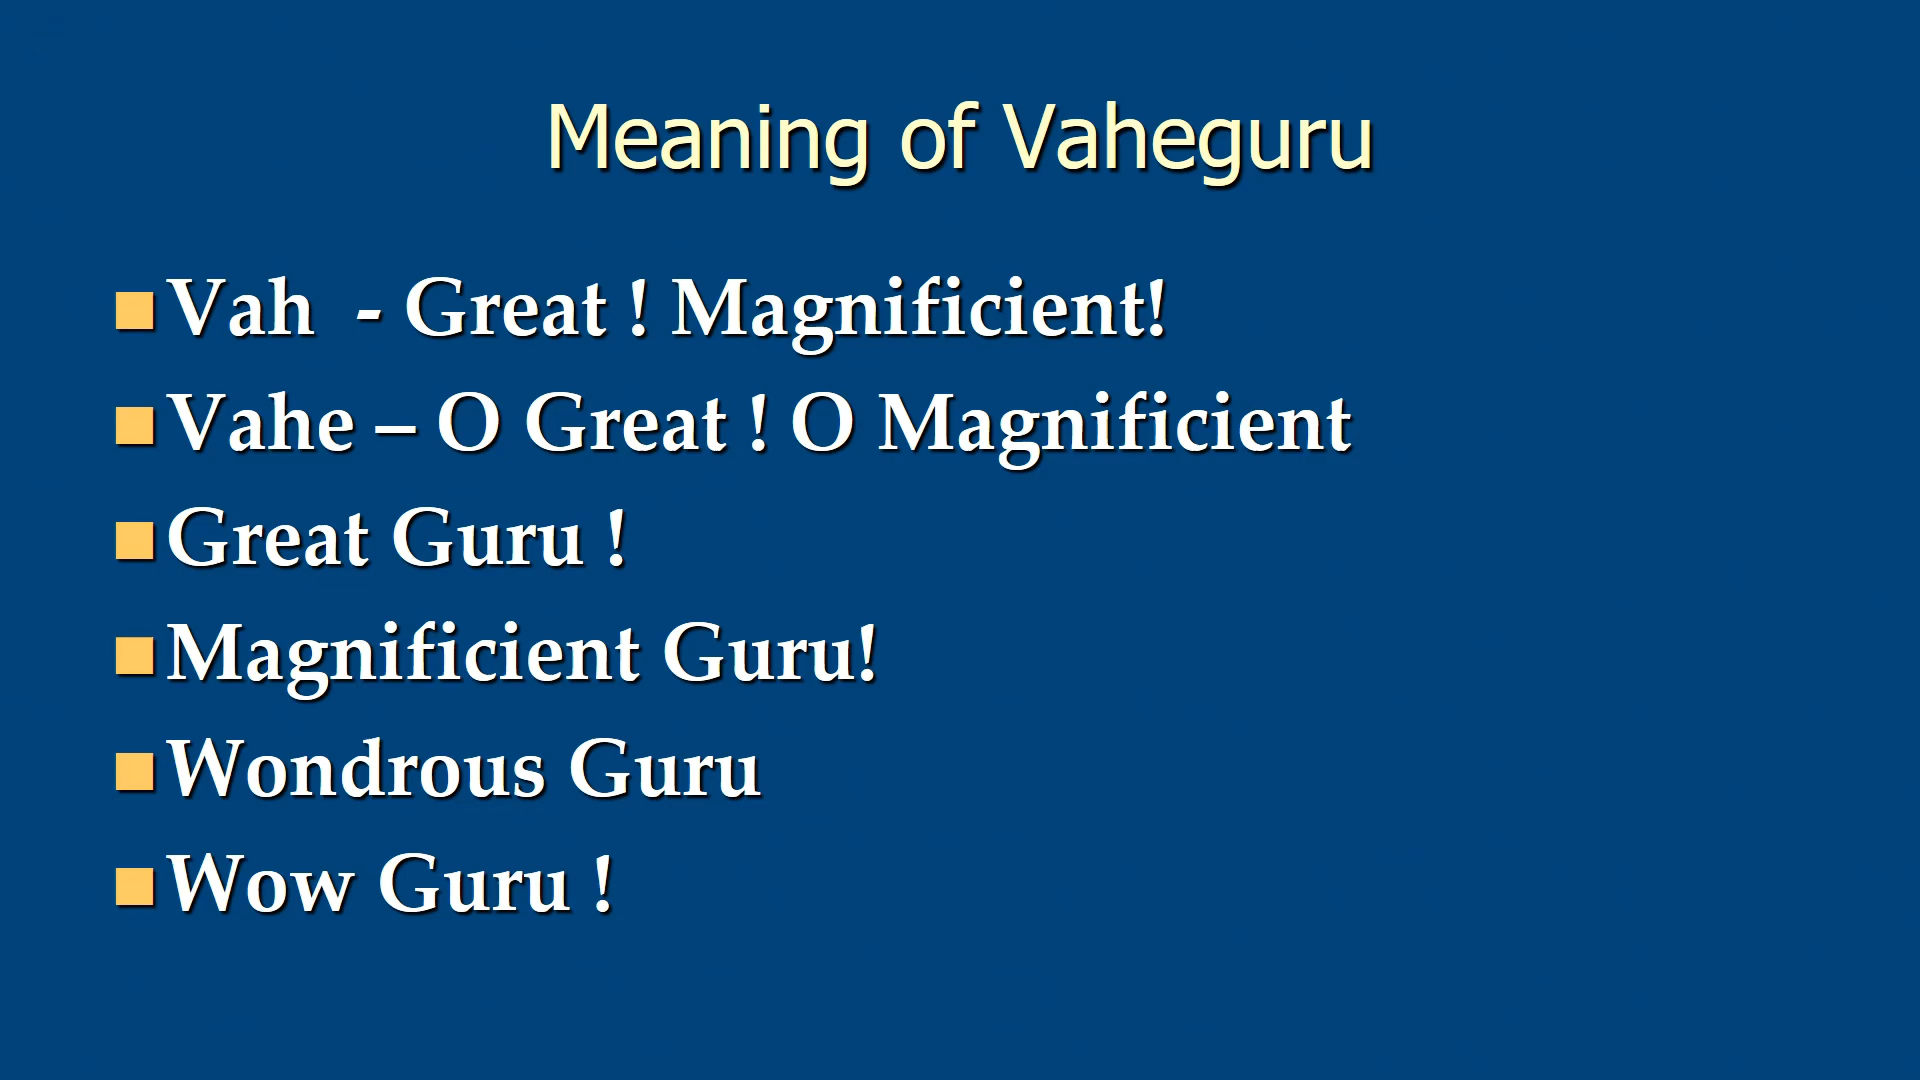 Meaning of Vaheguru
Vah  - Great ! Magnificient!
Vahe – O Great ! O Magnificient
Great Guru !
Magnificient Guru!
Wondrous Guru
Wow Guru !